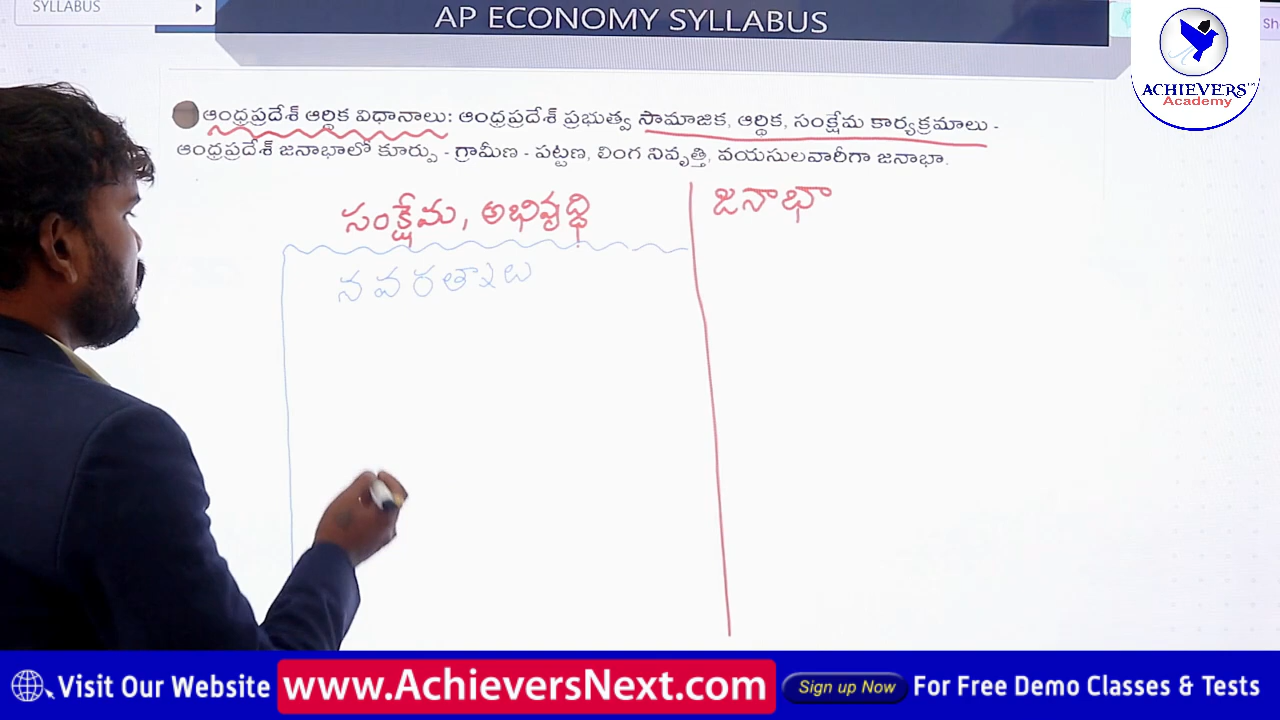 SYLLABUS
AP ECONOMY SYLLABUS
Sh
ACHIEVERS™
Academy
ఆంధ్రప్రదేశ్ ఆర్థిక విధానాలు: ఆంధ్రప్రదేశ్ ప్రభుత్వ సామాజిక, ఆర్థిక, సంక్షేమ కార్యక్రమాలు -
ఆంధ్రప్రదేశ్ జనాభాలో కూర్పు - గ్రామీణ - పట్టణ, లింగ నివృత్తి, వయసులవారీగా జనాభా.
సంక్షేమ, అభివృద్ధి
జనాభా
నవరత్నాలు
Visit Our Website
www.AchieversNext.com
Sign up Now
For Free Demo Classes & Tests